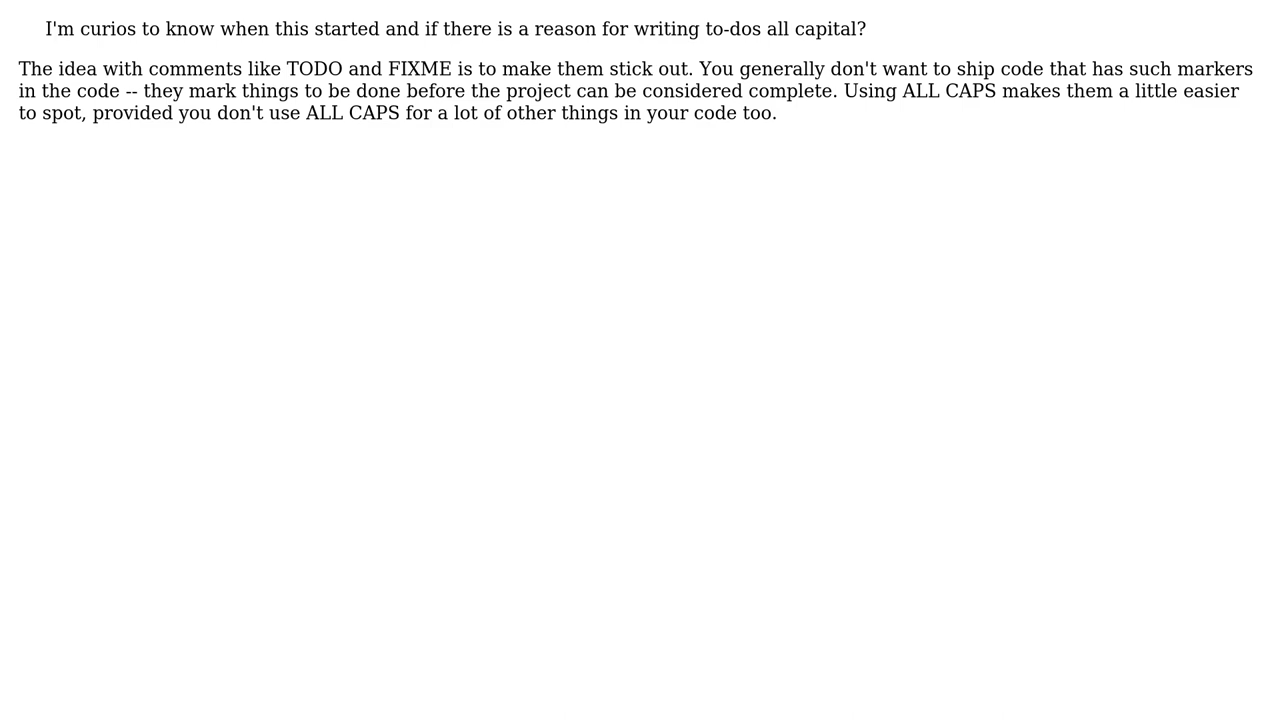 I'm curios to know when this started and if there is a reason for writing to-dos all capital?
The idea with comments like TODO and FIXME is to make them stick out. You generally don't want to ship code that has such markers
in the code -- they mark things to be done before the project can be considered complete. Using ALL CAPS makes them a little easier
to spot, provided you don't use ALL CAPS for a lot of other things in your code too.